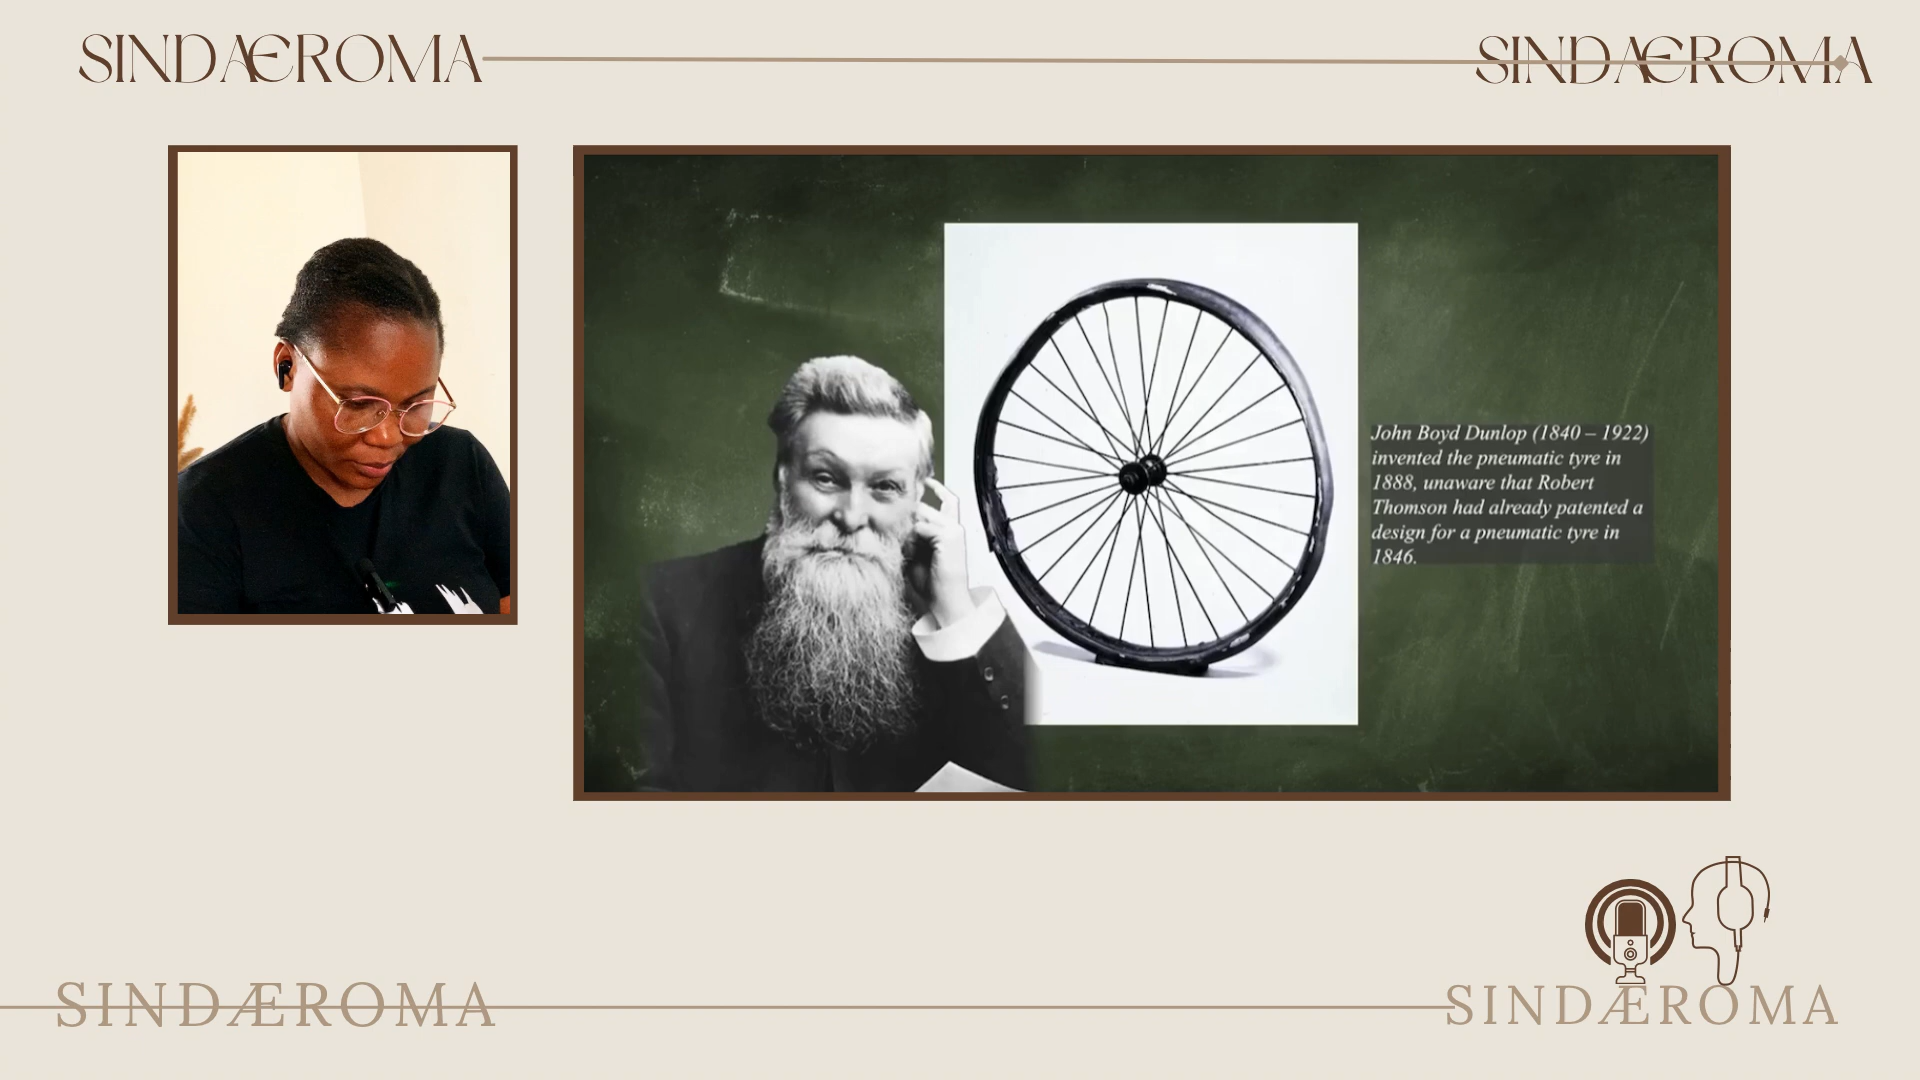 SINDÆROMA
SINDÆROMA
John Boyd Dunlop (1840 – 1922)
invented the pneumatic tyre in
1888, unaware that Robert
Thomson had already patented a
design for a pneumatic tyre in
1846.
SINDÆROMA
SINDÆROMA